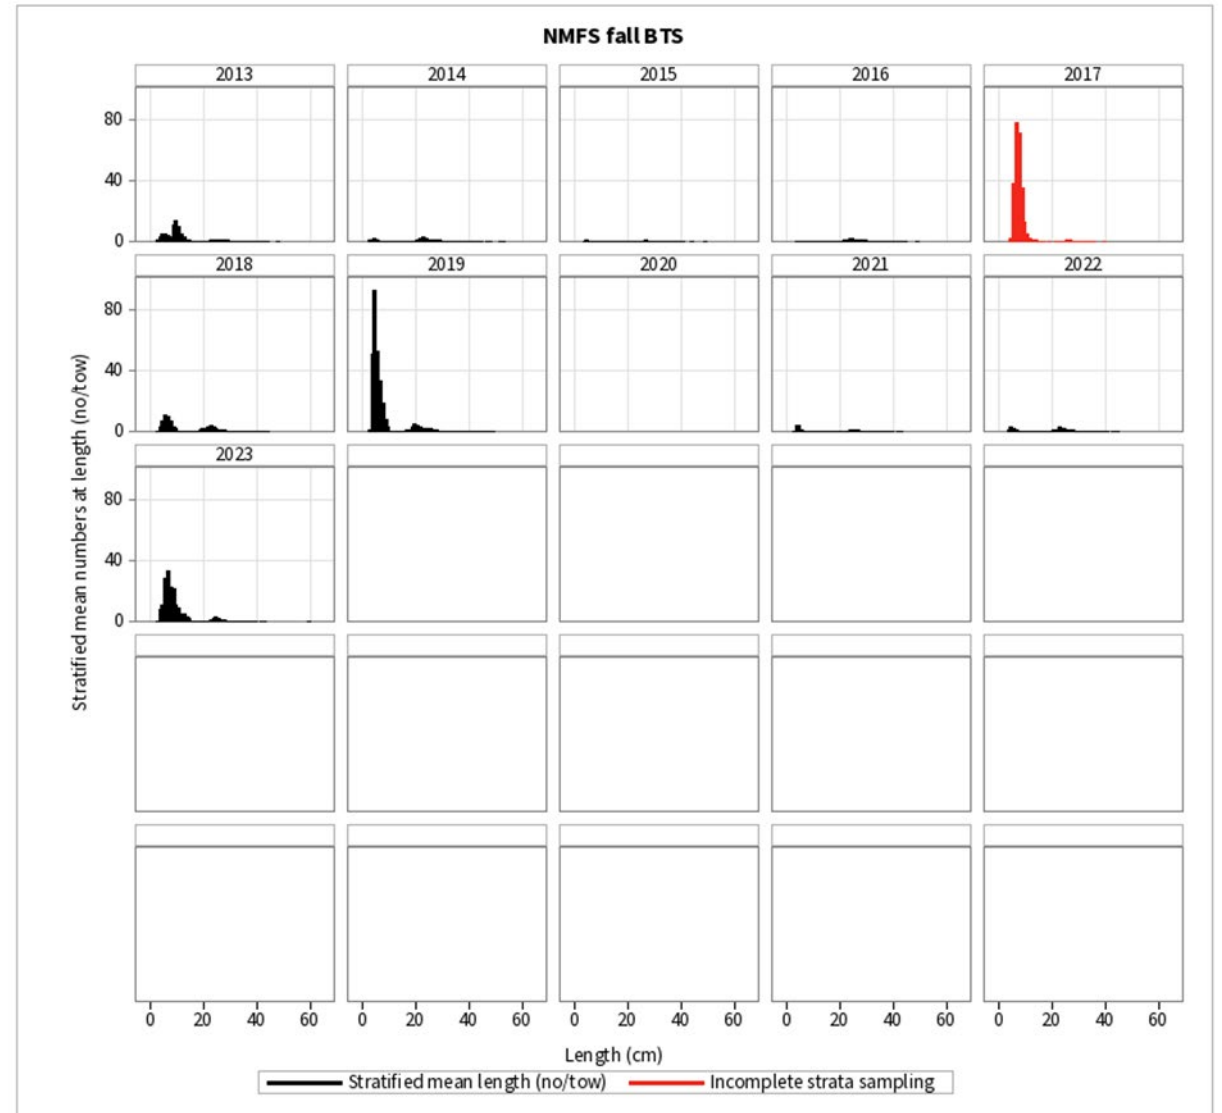 NMFS fall BTS
2013 2014 2015 2016 2017
80
40
0
2018 2019 2020 2021 2022
80
40
0
2023
80
40
0
Stratified mean numbers at length (no/tow)
0 20 40 60 0 20 40 60 0 20 40 60 0 20 40 60 0 20 40 60
Length (cm)
Stratified mean length (no/tow) Incomplete strata sampling